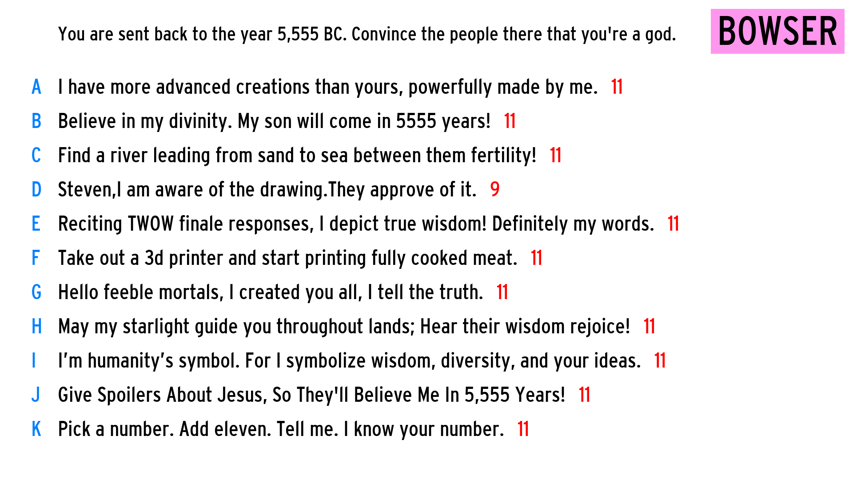 You are sent back to the year 5,555 BC. Convince the people there that you're a god.
BOWSER
A I have more advanced creations than yours, powerfully made by me. 11
B Believe in my divinity. My son will come in 5555 years! 11
C Find a river leading from sand to sea between them fertility! 11
D Steven,I am aware of the drawing.They approve of it. 9
E Reciting TWOW finale responses, I depict true wisdom! Definitely my words. 11
F Take out a 3d printer and start printing fully cooked meat. 11
G Hello feeble mortals, I created you all, I tell the truth. 11
H May my starlight guide you throughout lands; Hear their wisdom rejoice! 11
I I'm humanity's symbol. For I symbolize wisdom, diversity, and your ideas. 11
J Give Spoilers About Jesus, So They'll Believe Me In 5,555 Years! 11
K Pick a number. Add eleven. Tell me. I know your number. 11